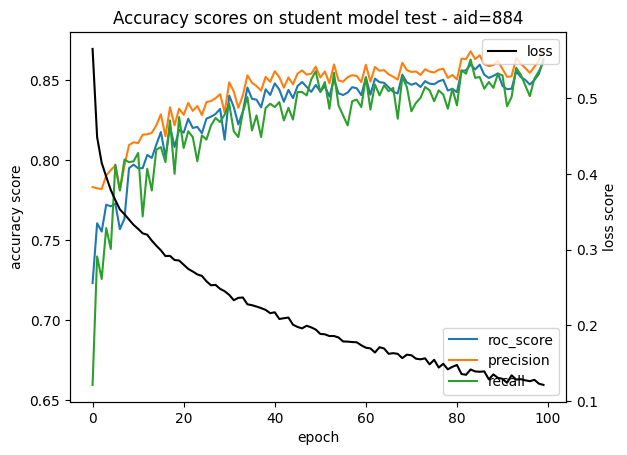 Accuracy scores on student model test - aid=884
loss
accuracy score
0.85
0.80
0.75
0.70
0.65
0.5
0.4
0.3
0.2
0.1
loss score
roc_score
precision
recall
0
20
40
60
80
100
epoch